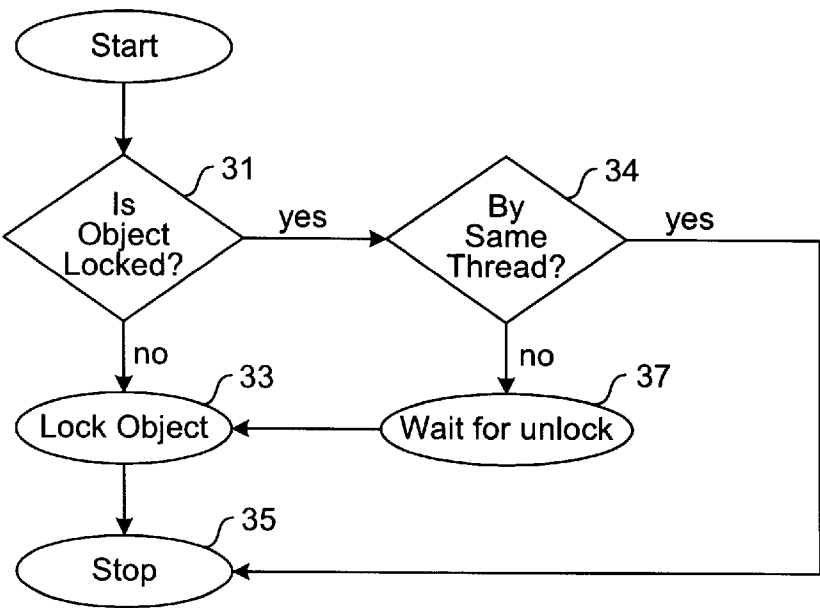 Start
31
Is
Object
Locked?
yes
34
By
Same
Thread?
yes
no
33
Lock Object
no
37
Wait for unlock
35
Stop